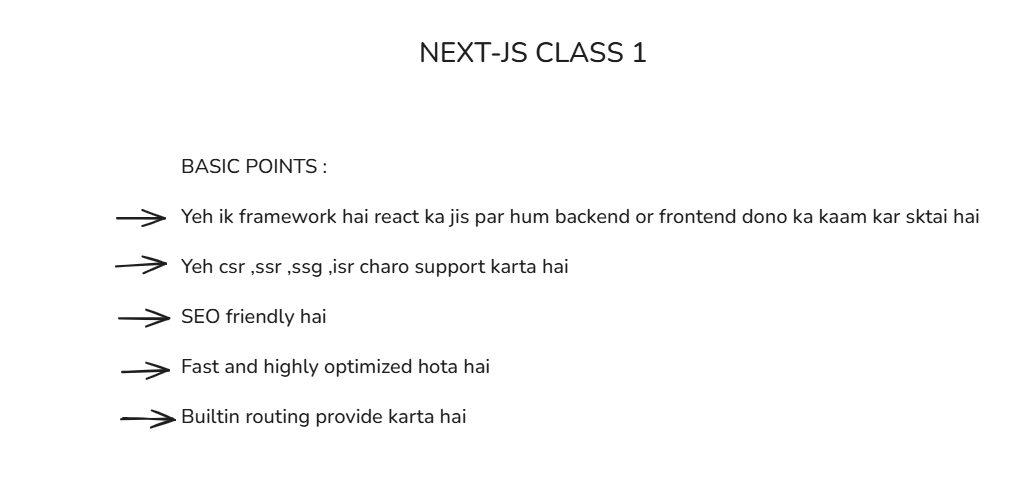 NEXT-JS CLASS 1
BASIC POINTS :
Yeh ik framework hai react ka jis par hum backend or frontend dono ka kaam kar sktai hai
Yeh csr ,ssr ,ssg ,isr charo support karta hai
SEO friendly hai
Fast and highly optimized hota hai
Builtin routing provide karta hai